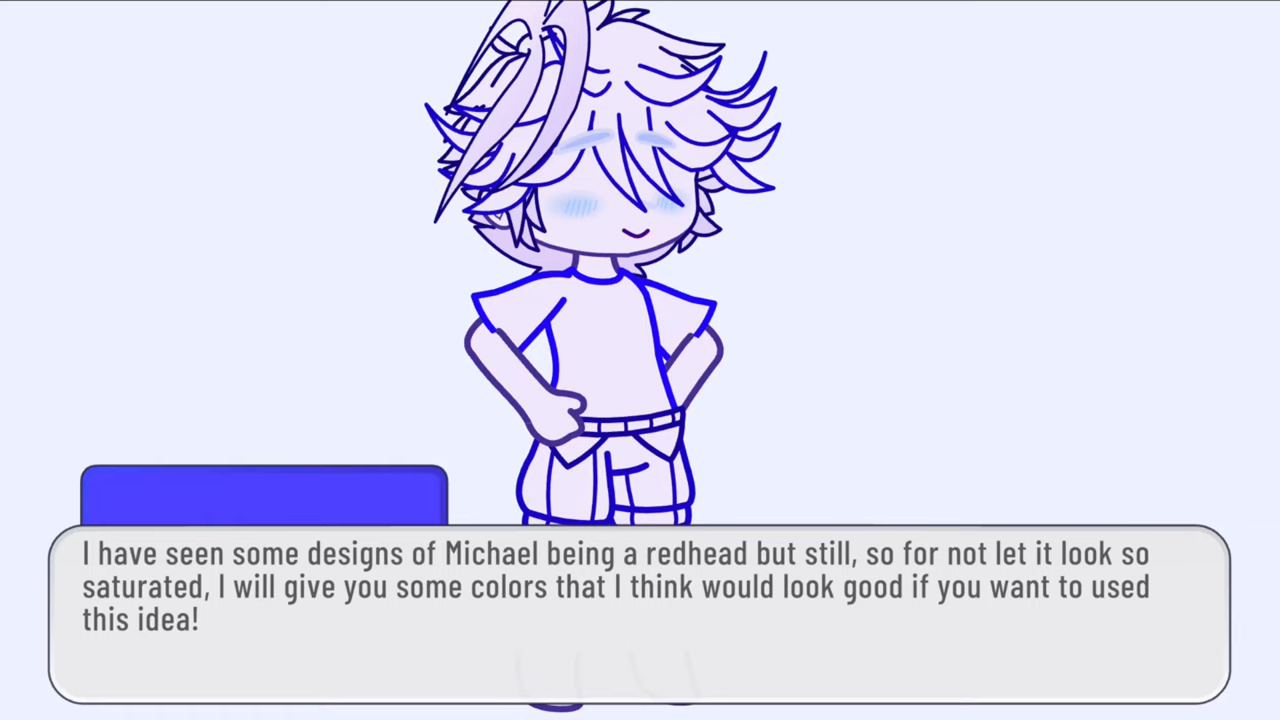 I have seen some designs of Michael being a redhead but still, so for not let it look so
saturated, I will give you some colors that I think would look good if you want to used
this idea!